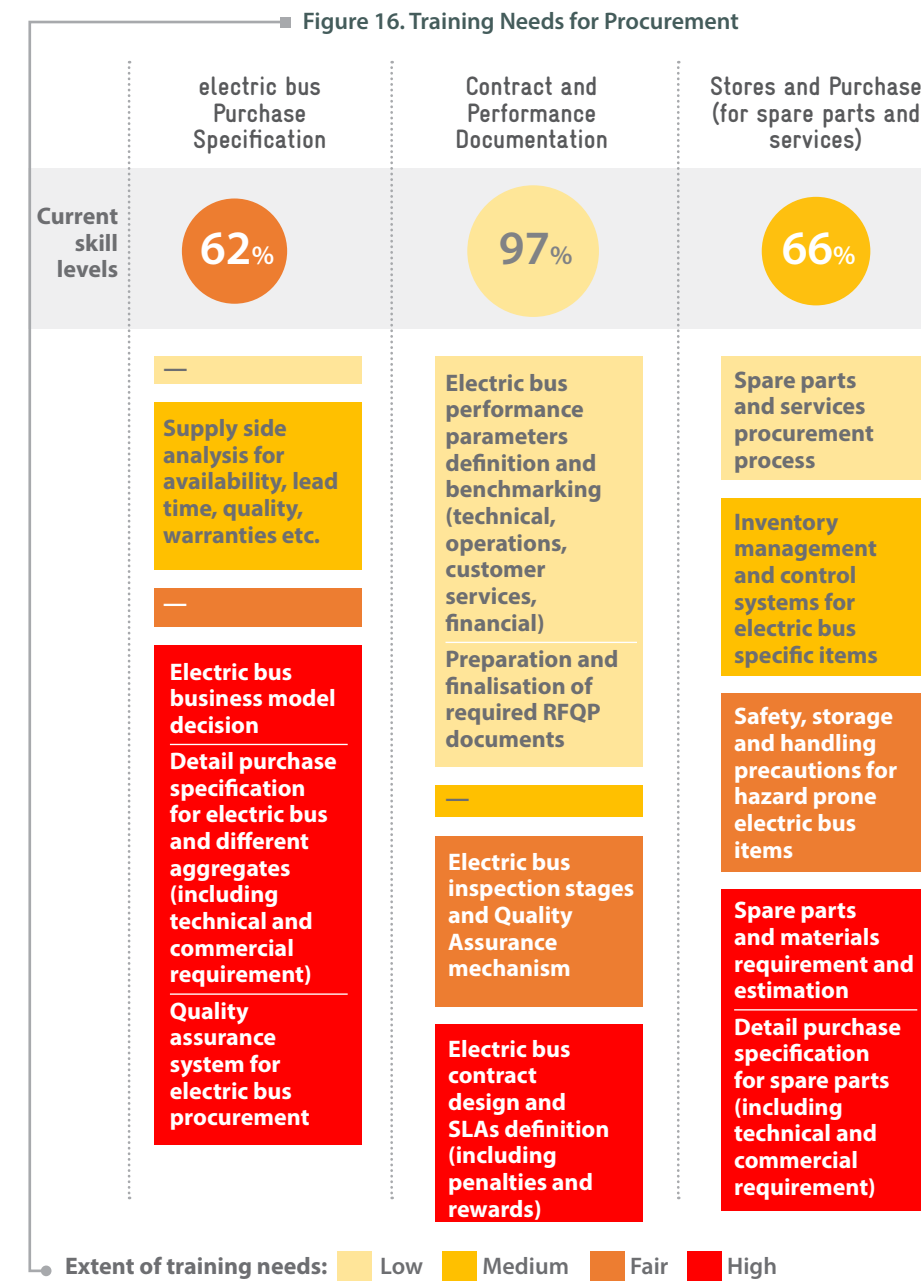 Figure 16. Training Needs for Procurement
electric bus
Purchase
Specification
Contract and
Performance
Documentation
Stores and Purchase
(for spare parts and
services)
Current
skill
levels
62%
97%
66%
—
Supply side
analysis for
availability, lead
time, quality,
warranties etc.
—
Electric bus
business model
decision
Detail purchase
specification
for electric bus
and different
aggregates
(including
technical and
commercial
requirement)
Quality
assurance
system for
electric bus
procurement
Electric bus
performance
parameters
definition and
benchmarking
(technical,
operations,
customer
services,
financial)
Preparation and
finalisation of
required RFQP
documents
—
Electric bus
inspection stages
and Quality
Assurance
mechanism
Electric bus
contract
design and
SLAs definition
(including
penalties and
rewards)
Spare parts
and services
procurement
process
Inventory
management
and control
systems for
electric bus
specific items
Safety, storage
and handling
precautions for
hazard prone
electric bus
items
Spare parts
and materials
requirement and
estimation
Detail purchase
specification
for spare parts
(including
technical and
commercial
requirement)
Extent of training needs: Low Medium Fair High